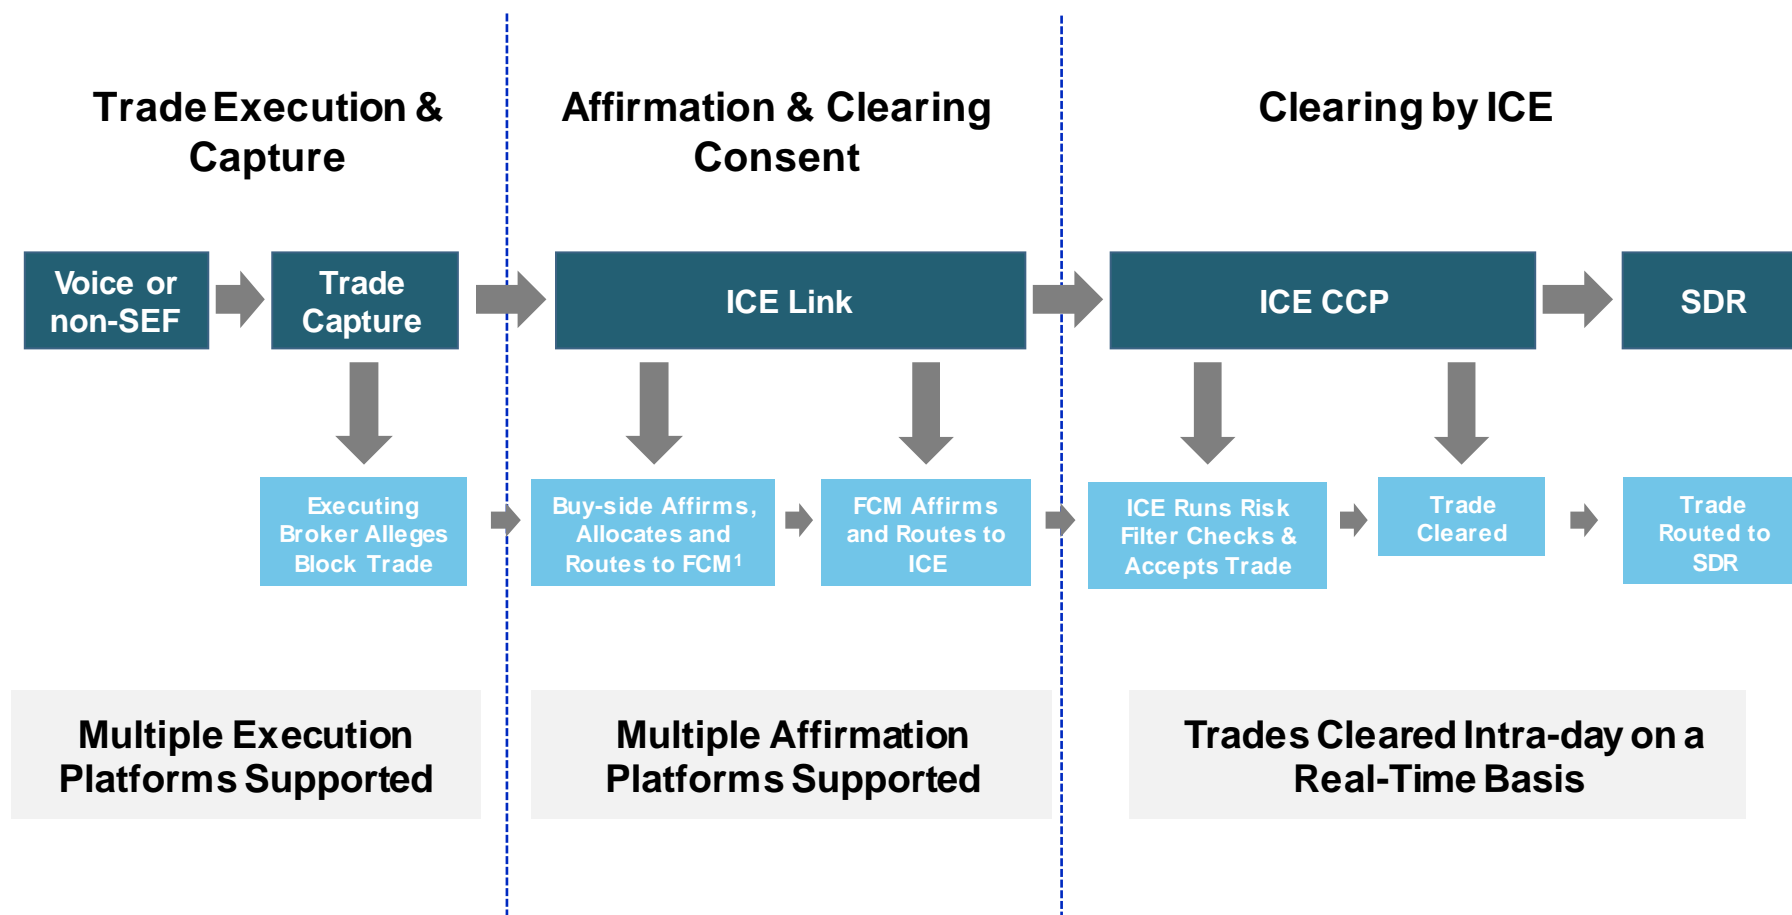 Trade Execution &
Capture
Affirmation & Clearing
Consent
Clearing by ICE
Voice or
non-SEF
Trade
Capture
ICE Link
ICE CCP
SDR
Executing
Broker Alleges
Block Trade
Buy-side Affirms,
Allocates and
Routes to FCM¹
FCM Affirms
and Routes to
ICE
ICE Runs Risk
Filter Checks &
Accepts Trade
Trade
Cleared
Trade
Routed to
SDR
Multiple Execution
Platforms Supported
Multiple Affirmation
Platforms Supported
Trades Cleared Intra-day on a
Real-Time Basis